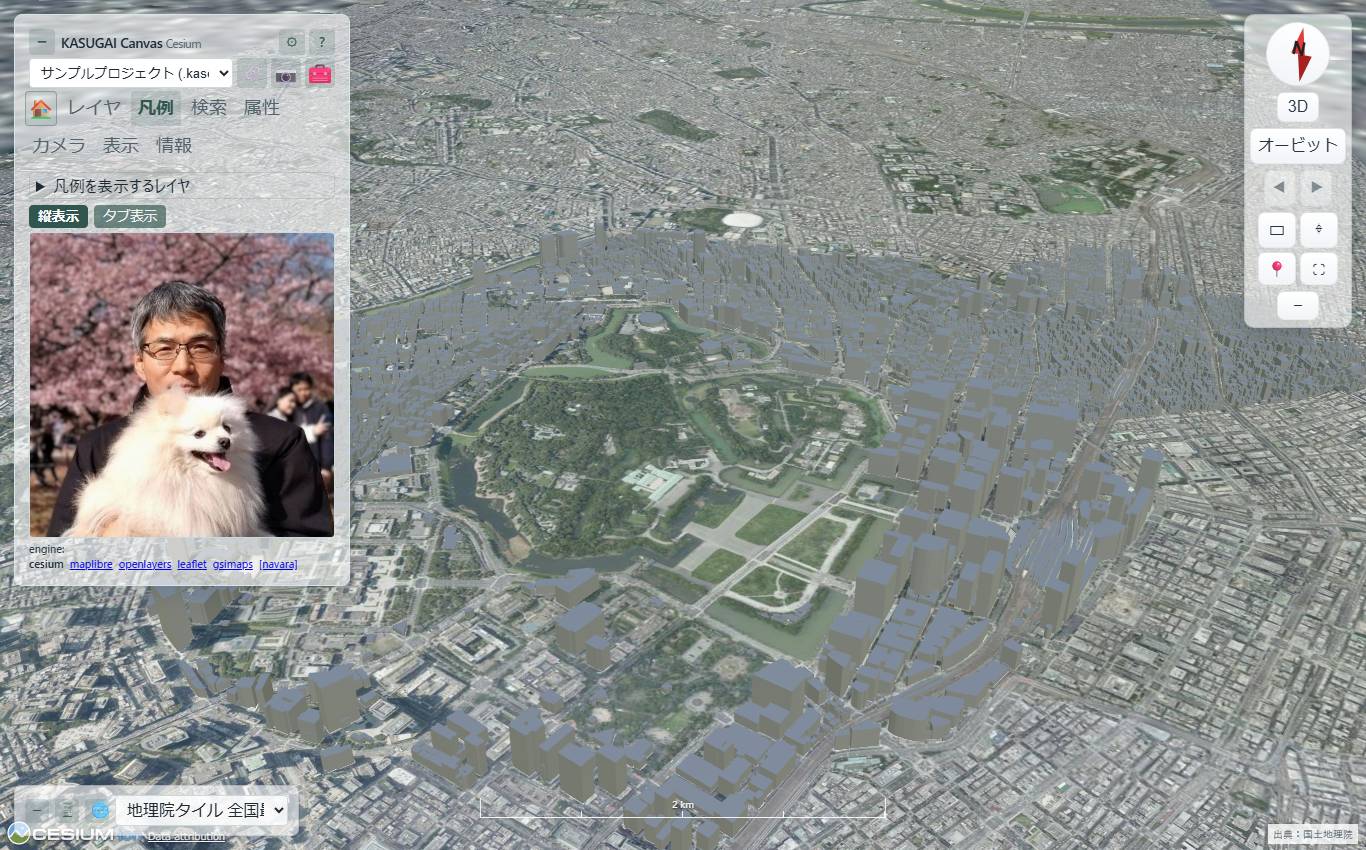 KASUGAI Canvas Cesium
?
サンプルプロジェクト (.kas
レイヤ 凡例 検索 属性
カメラ 表示 情報
▶ 凡例を表示するレイヤ
縦表示 タブ表示
engine:
cesium maplibre openlayers leaflet gsimaps [navara]
N
3D
オービット
2 km
地理院タイル 全国
CESIUM ion Data attribution
出典：国土地理院